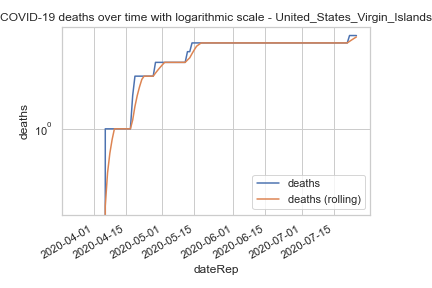 COVID-19 deaths over time with logarithmic scale - United_States_Virgin_Islands
deaths
10⁰
deaths
deaths (rolling)
2020-04-01
2020-04-15
2020-05-01
2020-05-15
2020-06-01
2020-06-15
2020-07-01
2020-07-15
dateRep